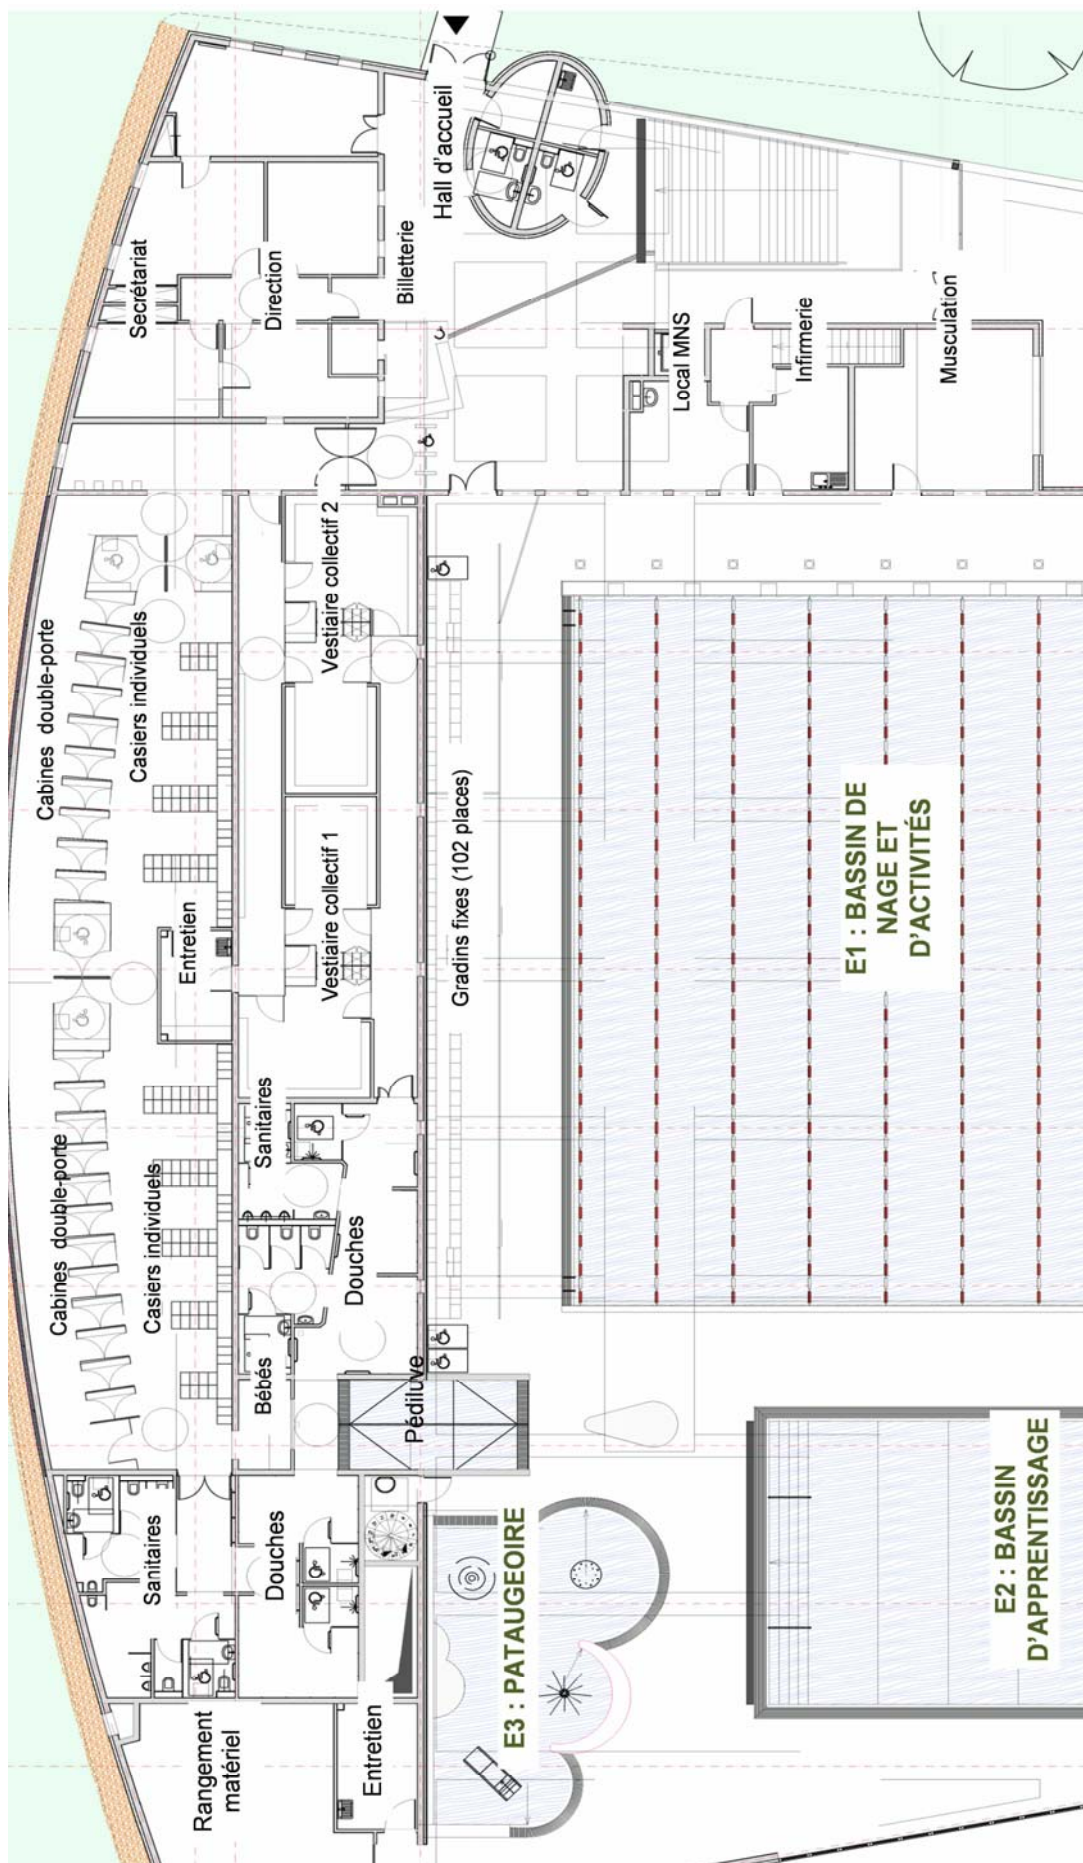 Hall d'accueil
Billetterie
Secrétariat
Direction
Local MNS
Infirmerie
Musculation
Vestiaire collectif 2
Cabines double-porte
Casiers individuels
Gradins fixes (102 places)
E1 : BASSIN DE
NAGE ET
D'ACTIVITÉS
Entretien
Vestiaire collectif 1
Sanitaires
Cabines double-porte
Casiers individuels
Douches
Bébés
Pédiluve
E2 : BASSIN
D'APPRENTISSAGE
Sanitaires
Douches
E3 : PATAUGEOIRE
Rangement
matériel
Entretien